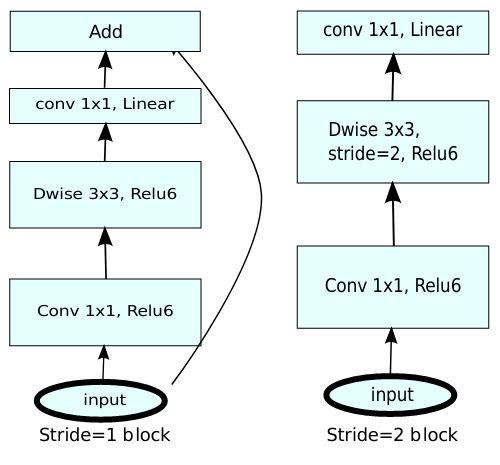 Add
conv 1x1, Linear
Dwise 3x3, Relu6
Conv 1x1, Relu6
input
Stride=1 block
conv 1x1, Linear
Dwise 3x3,
stride=2, Relu6
Conv 1x1, Relu6
input
Stride=2 block